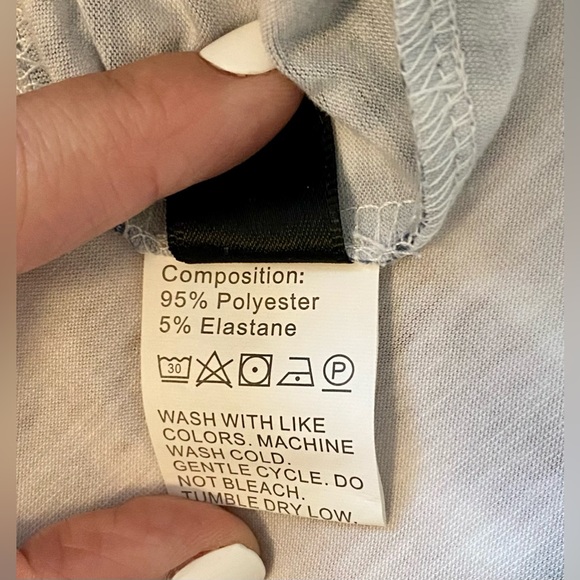 Composition:
95% Polyester
5% Elastane
30 P
WASH WITH LIKE
COLORS. MACHINE
WASH COLD.
GENTLE CYCLE. DO
NOT BLEACH.
TUMBLE DRY LOW.